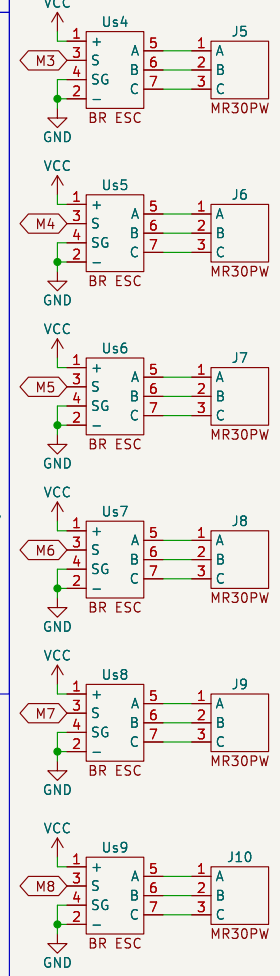 VCC
Us4
J5
1 + 5 1
A A
M3 3 S 6 2
B B
4 SG 7 3
C C
2 −
BR ESC MR30PW
GND
VCC
Us5
J6
1 + 5 1
A A
M4 3 S 6 2
B B
4 SG 7 3
C C
2 −
BR ESC MR30PW
GND
VCC
Us6
J7
1 + 5 1
A A
M5 3 S 6 2
B B
4 SG 7 3
C C
2 −
BR ESC MR30PW
GND
VCC
Us7
J8
1 + 5 1
A A
M6 3 S 6 2
B B
4 SG 7 3
C C
2 −
BR ESC MR30PW
GND
VCC
Us8
J9
1 + 5 1
A A
M7 3 S 6 2
B B
4 SG 7 3
C C
2 −
BR ESC MR30PW
GND
VCC
Us9
J10
1 + 5 1
A A
M8 3 S 6 2
B B
4 SG 7 3
C C
2 −
BR ESC MR30PW
GND